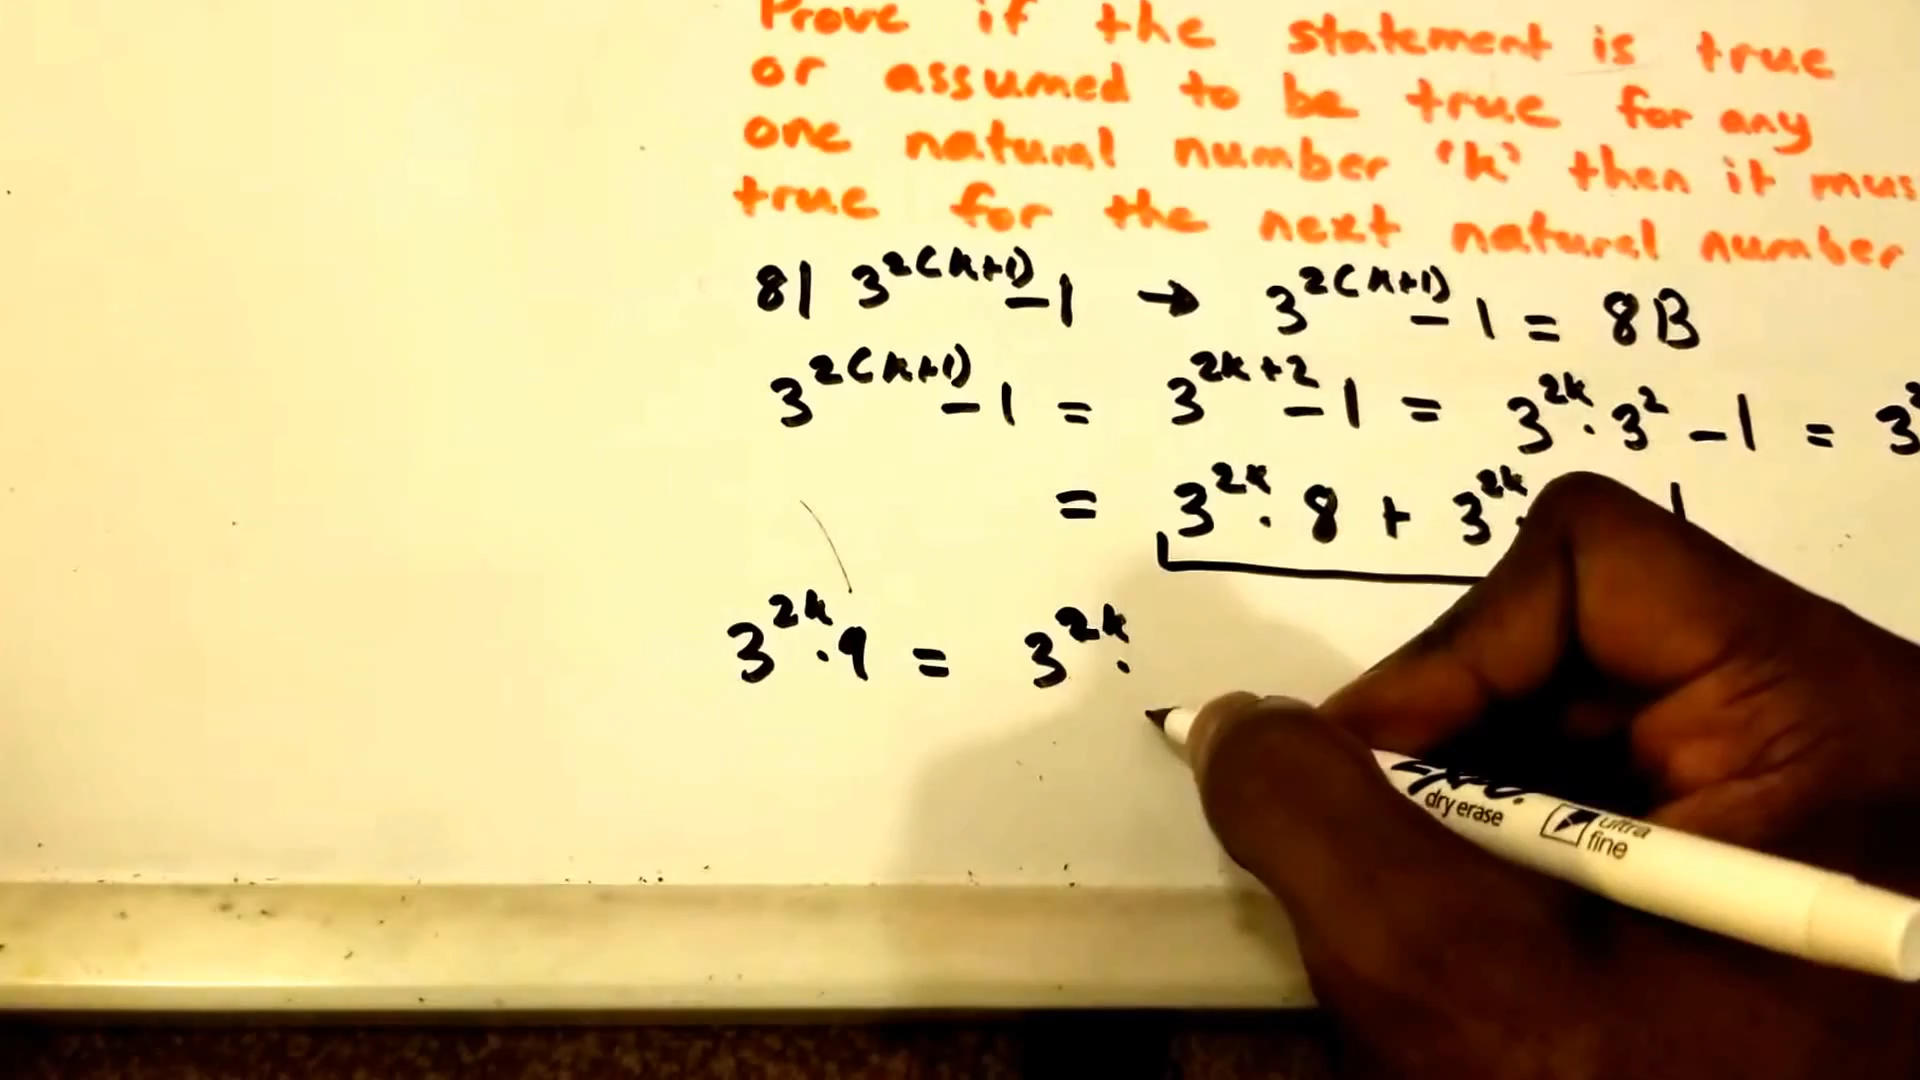 Prove if the statement is true
or assumed to be true for any
one natural number 'k' then it mus
true for the next natural number
8 | 3^2(k+1) - 1 → 3^2(k+1) - 1 = 8B
3^2(k+1) - 1 = 3^2k+2 - 1 = 3^2k · 3^2 - 1 = 3^2
= 3^2k · 8 + 3^2k · 1
3^2k · 9 = 3^2k ·
EXPO
dry erase
ultra
fine